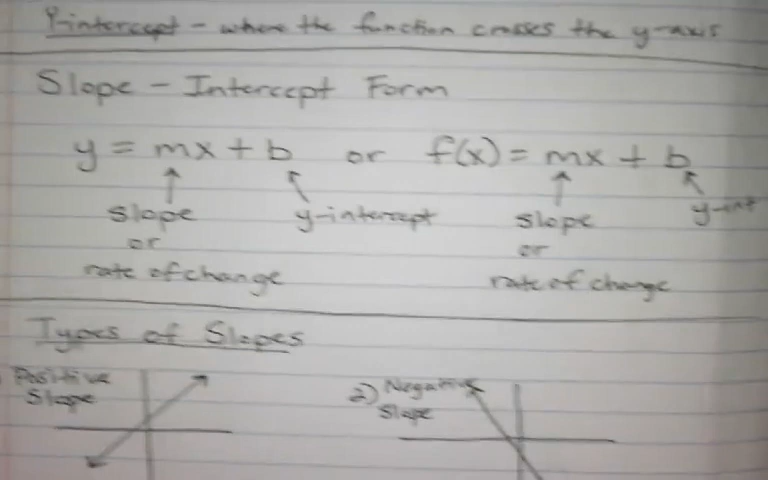 Y-intercept - where the function crosses the y-axis
Slope - Intercept Form
y = mx + b or f(x) = mx + b
slope y-intercept slope y-int
or or
rate of change rate of change
Types of Slopes
Positive 2) Negative
Slope Slope